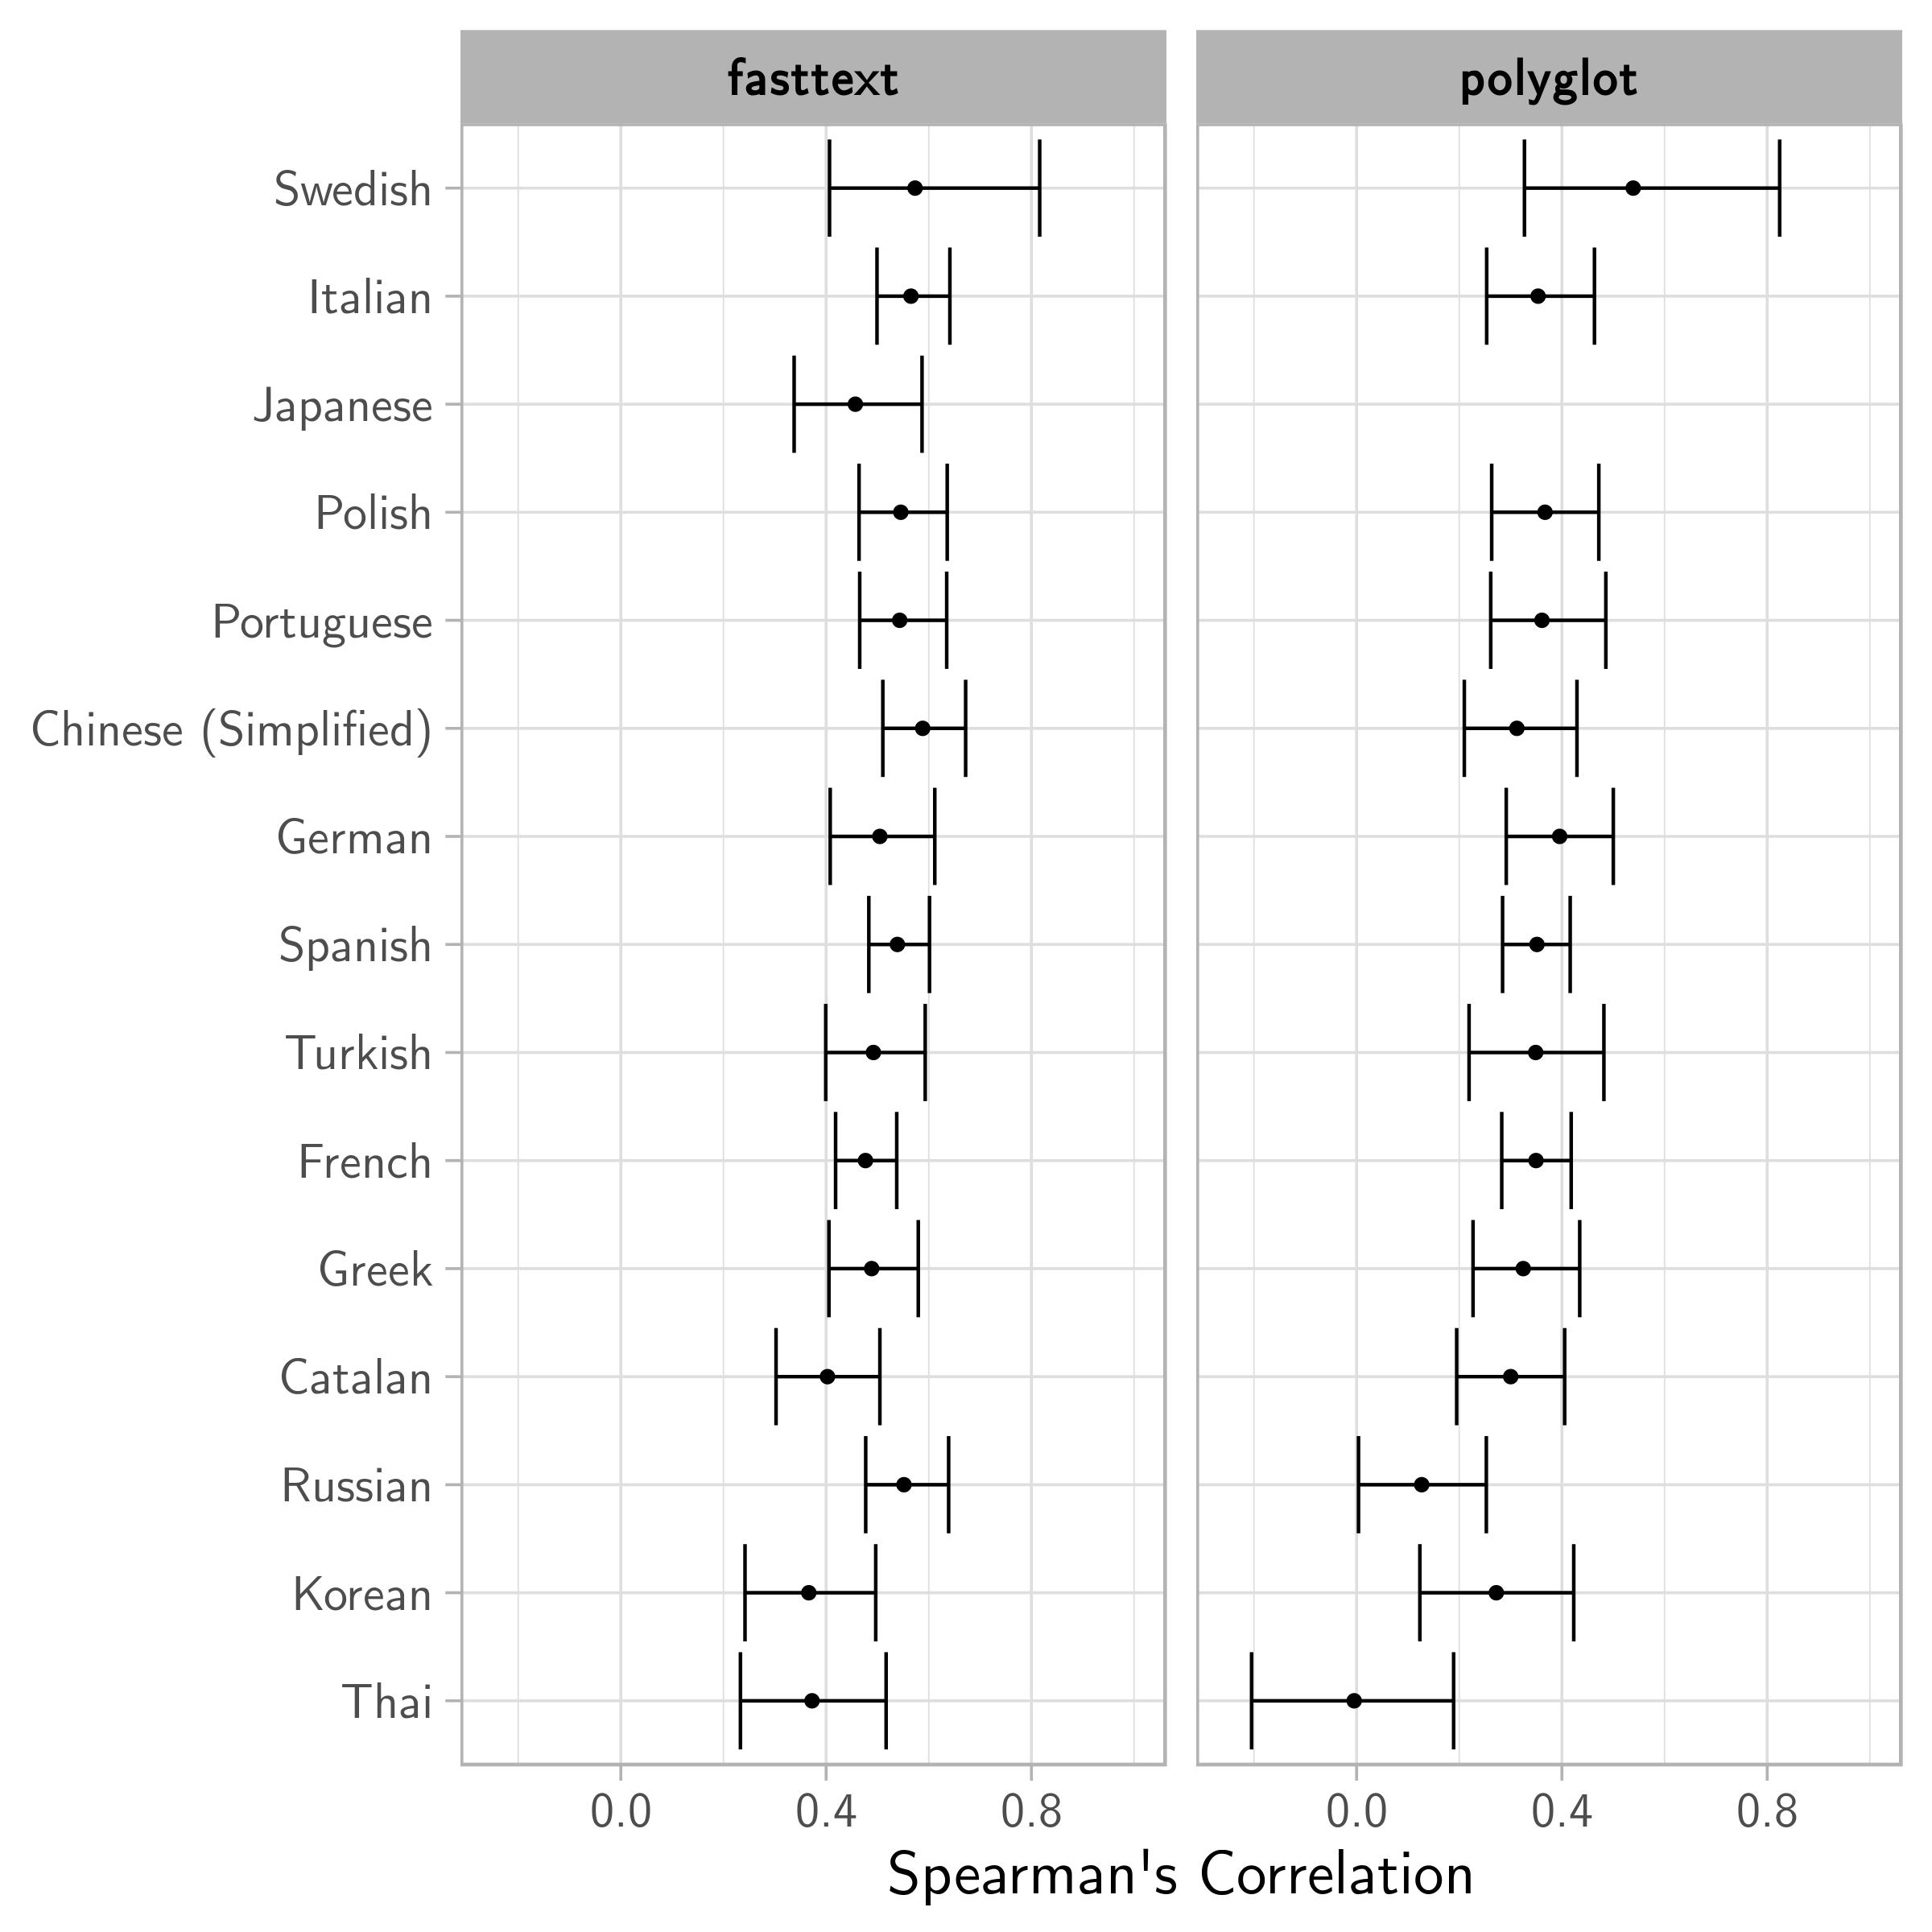 fasttext
polyglot
Swedish
Italian
Japanese
Polish
Portuguese
Chinese (Simplified)
German
Spanish
Turkish
French
Greek
Catalan
Russian
Korean
Thai
0.0 0.4 0.8
0.0 0.4 0.8
Spearman's Correlation